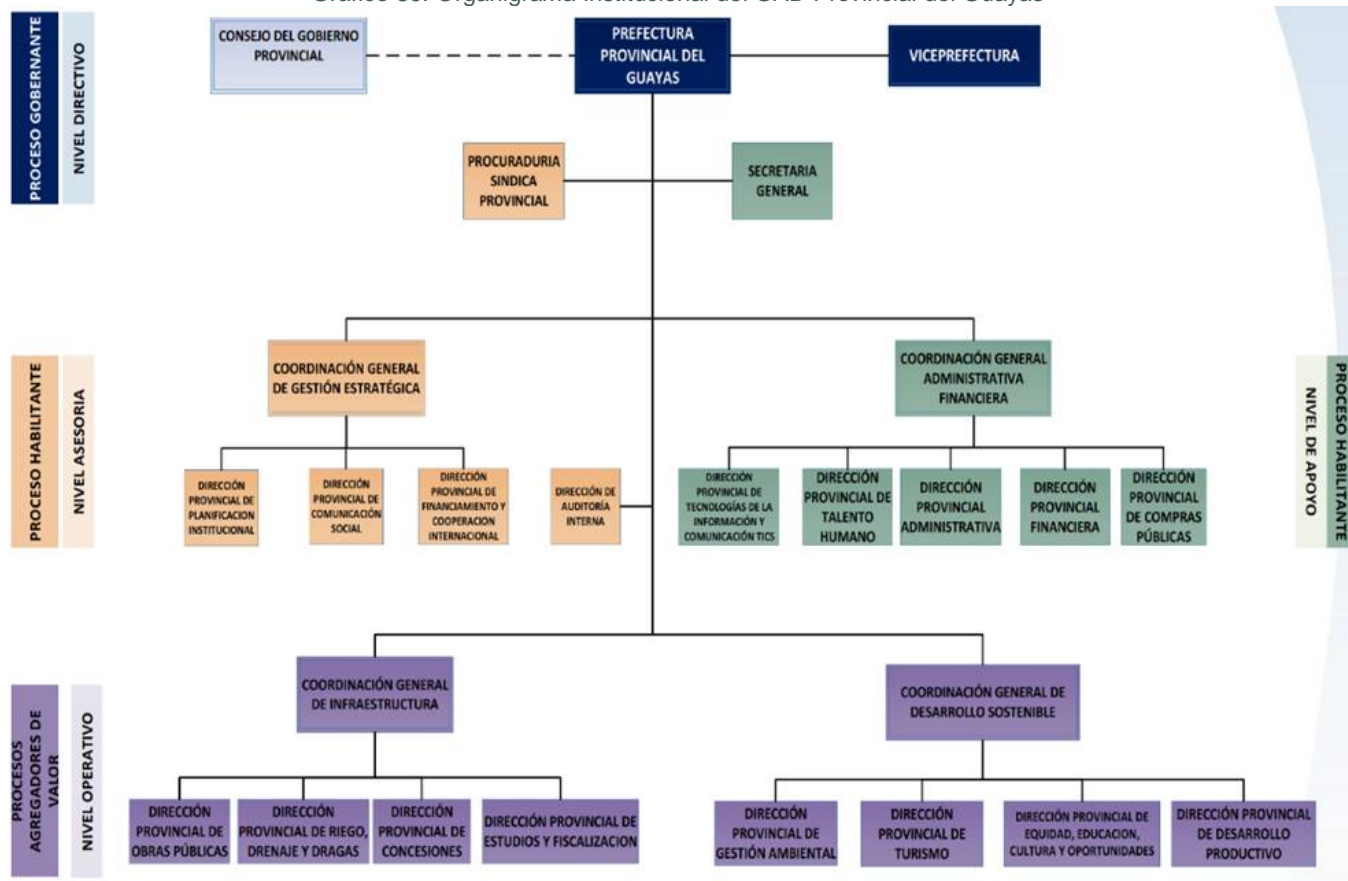 CONSEJO DEL GOBIERNO
PROVINCIAL
PREFECTURA
PROVINCIAL DEL
GUAYAS
VICEPREFECTURA
PROCESO GOBERNANTE
NIVEL DIRECTIVO
PROCURADURIA
SINDICA
PROVINCIAL
SECRETARIA
GENERAL
PROCESO HABILITANTE
NIVEL ASESORIA
COORDINACIÓN GENERAL
DE GESTIÓN ESTRATÉGICA
COORDINACIÓN GENERAL
ADMINISTRATIVA
FINANCIERA
NIVEL DE APOYO
PROCESO HABILITANTE
DIRECCIÓN
PROVINCIAL DE
PLANIFICACION
INSTITUCIONAL
DIRECCIÓN
PROVINCIAL DE
COMUNICACIÓN
SOCIAL
DIRECCIÓN
PROVINCIAL DE
FINANCIAMIENTO Y
COOPERACION
INTERNACIONAL
DIRECCIÓN DE
AUDITORÍA
INTERNA
DIRECCIÓN
PROVINCIAL DE
TECNOLOGÍAS DE LA
INFORMACIÓN Y
COMUNICACIÓN TICS
DIRECCIÓN
PROVINCIAL DE
TALENTO
HUMANO
DIRECCIÓN
PROVINCIAL
ADMINISTRATIVA
DIRECCIÓN
PROVINCIAL
FINANCIERA
DIRECCIÓN
PROVINCIAL
DE COMPRAS
PÚBLICAS
PROCESOS
AGREGADORES DE
VALOR
NIVEL OPERATIVO
COORDINACIÓN GENERAL
DE INFRAESTRUCTURA
COORDINACIÓN GENERAL DE
DESARROLLO SOSTENIBLE
DIRECCIÓN
PROVINCIAL DE
OBRAS PÚBLICAS
DIRECCIÓN
PROVINCIAL DE RIEGO,
DRENAJE Y DRAGAS
DIRECCIÓN
PROVINCIAL DE
CONCESIONES
DIRECCIÓN PROVINCIAL DE
ESTUDIOS Y FISCALIZACION
DIRECCIÓN
PROVINCIAL DE
GESTIÓN AMBIENTAL
DIRECCIÓN
PROVINCIAL DE
TURISMO
DIRECCIÓN PROVINCIAL DE
EQUIDAD, EDUCACION,
CULTURA Y OPORTUNIDADES
DIRECCIÓN PROVINCIAL
DE DESARROLLO
PRODUCTIVO